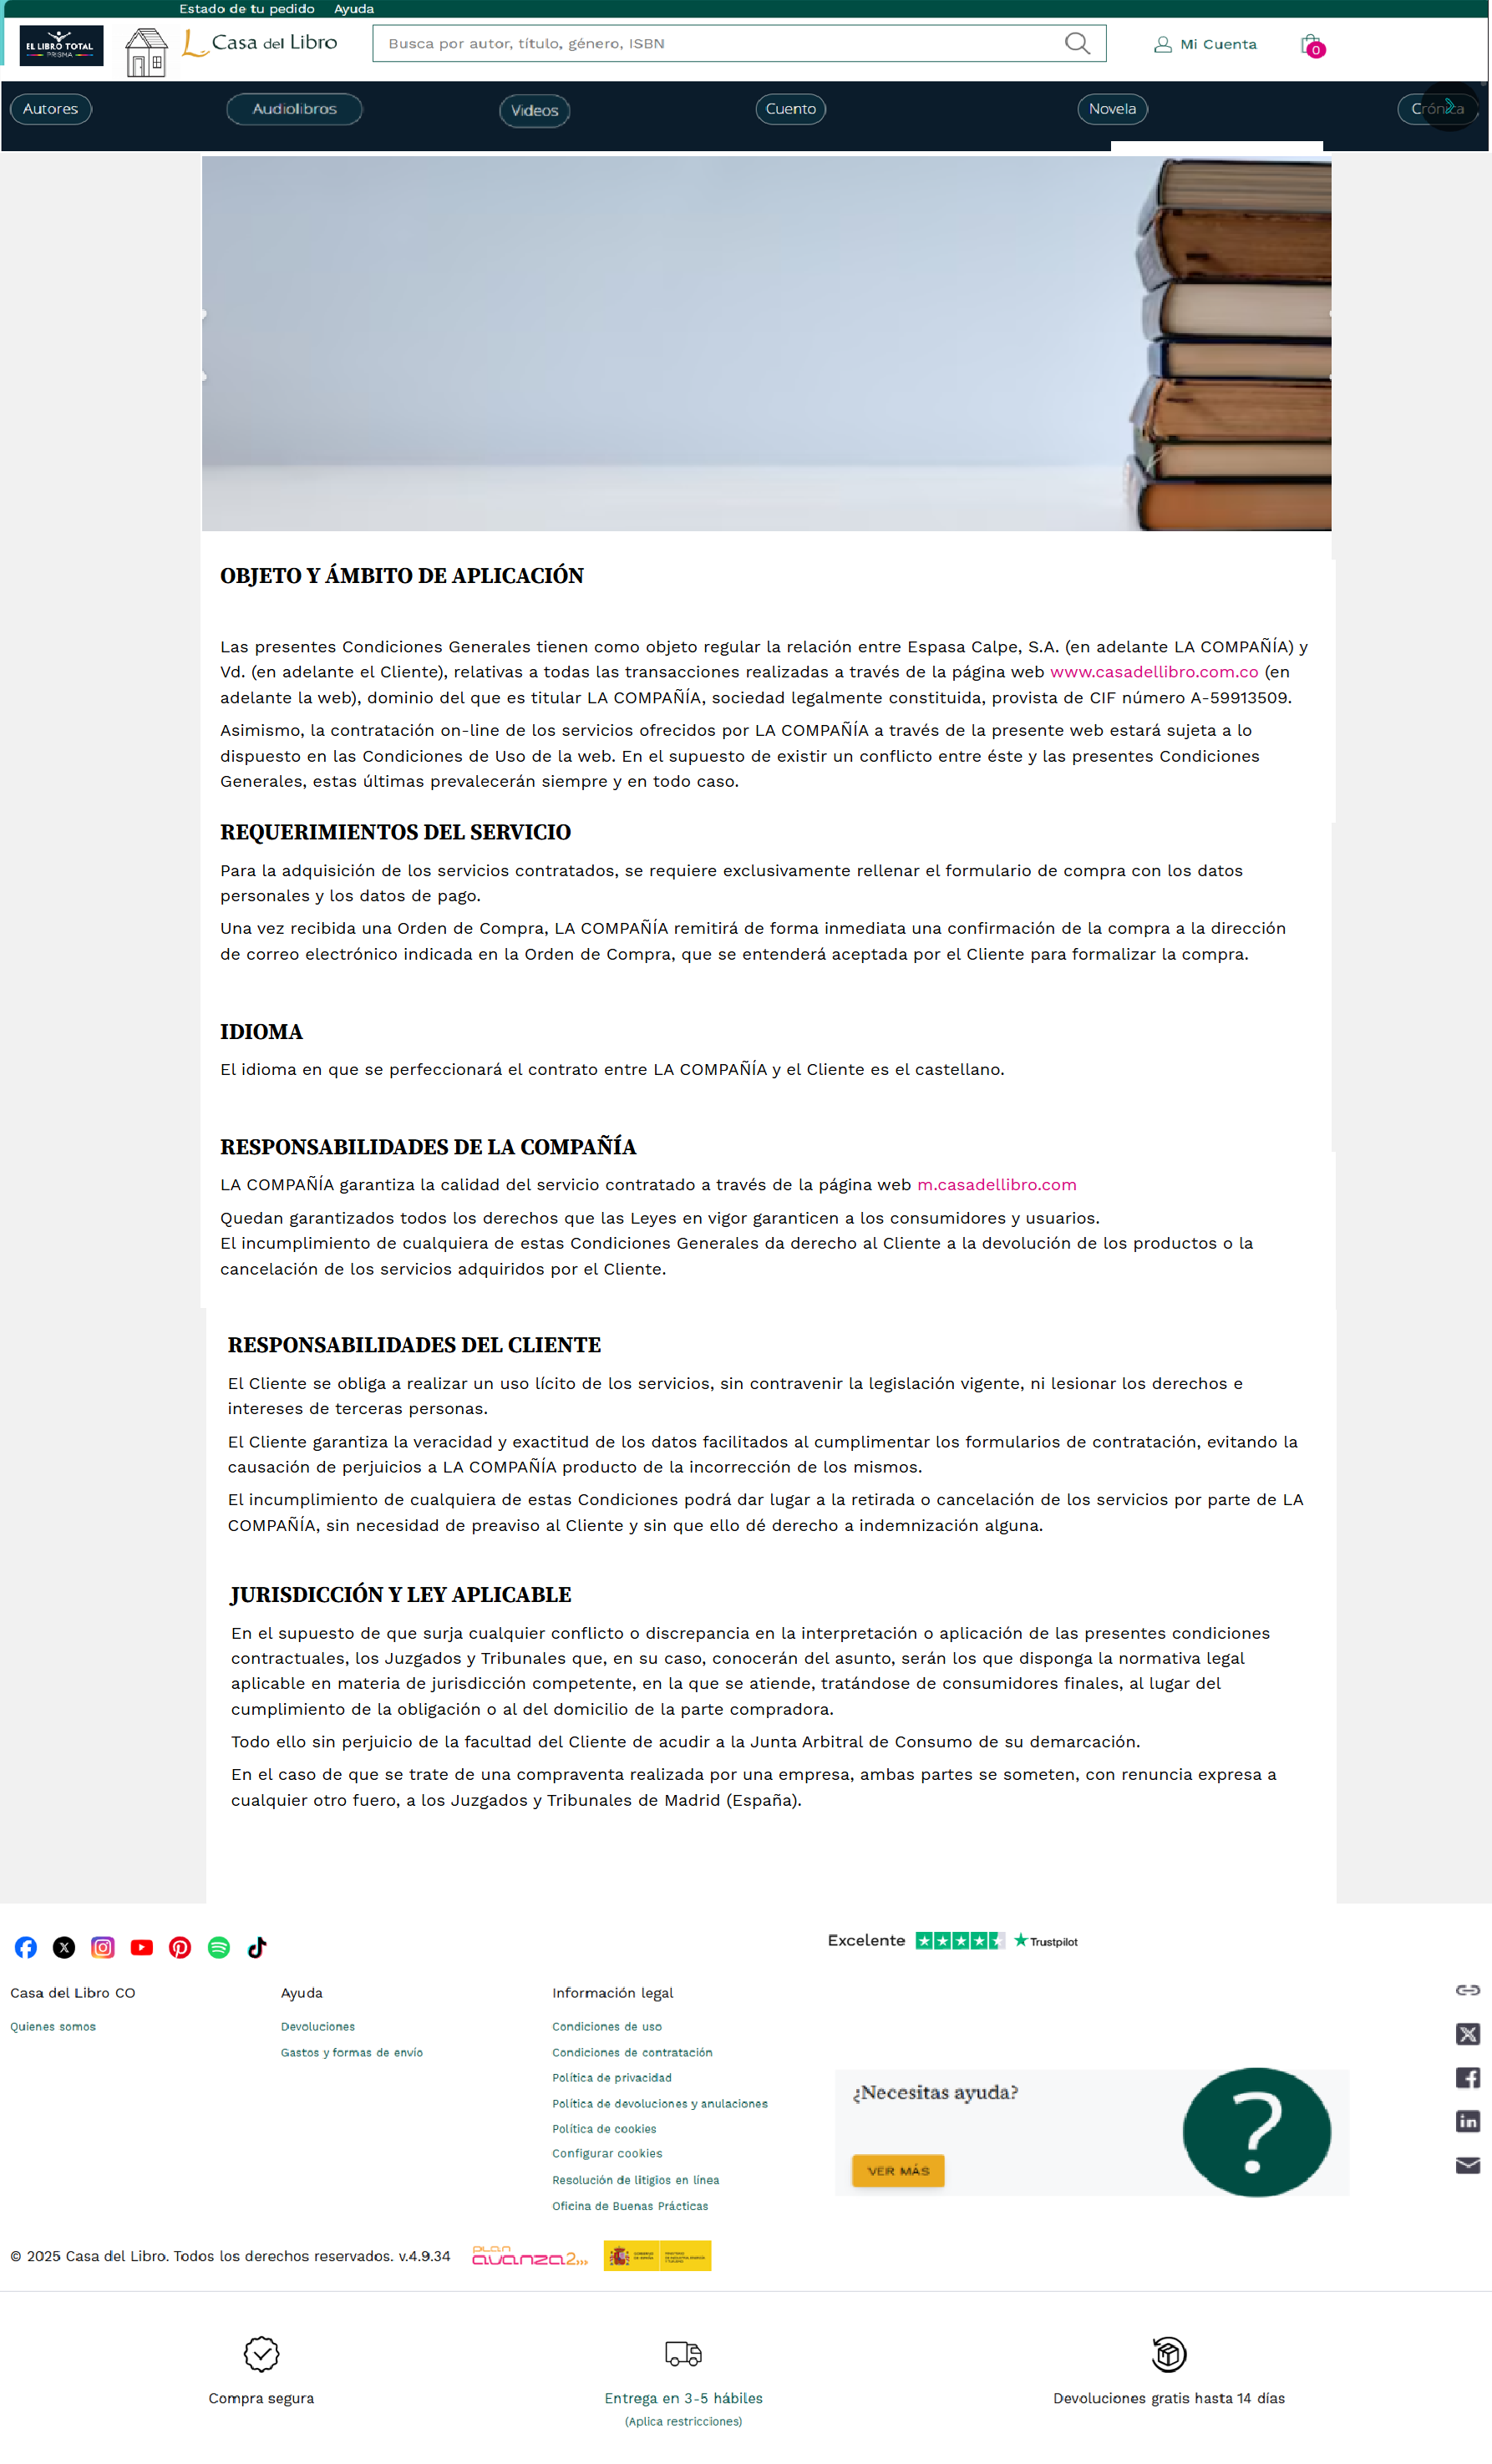 Estado de tu pedido Ayuda
EL LIBRO TOTAL
PRISMA
Casa del Libro
Busca por autor, título, género, ISBN
Mi Cuenta
0
Autores
Audiolibros
Videos
Cuento
Novela
Crónica
OBJETO Y ÁMBITO DE APLICACIÓN
Las presentes Condiciones Generales tienen como objeto regular la relación entre Espasa Calpe, S.A. (en adelante LA COMPAÑÍA) y
Vd. (en adelante el Cliente), relativas a todas las transacciones realizadas a través de la página web www.casadellibro.com.co (en
adelante la web), dominio del que es titular LA COMPAÑÍA, sociedad legalmente constituida, provista de CIF número A-59913509.
Asimismo, la contratación on-line de los servicios ofrecidos por LA COMPAÑÍA a través de la presente web estará sujeta a lo
dispuesto en las Condiciones de Uso de la web. En el supuesto de existir un conflicto entre éste y las presentes Condiciones
Generales, estas últimas prevalecerán siempre y en todo caso.
REQUERIMIENTOS DEL SERVICIO
Para la adquisición de los servicios contratados, se requiere exclusivamente rellenar el formulario de compra con los datos
personales y los datos de pago.
Una vez recibida una Orden de Compra, LA COMPAÑÍA remitirá de forma inmediata una confirmación de la compra a la dirección
de correo electrónico indicada en la Orden de Compra, que se entenderá aceptada por el Cliente para formalizar la compra.
IDIOMA
El idioma en que se perfeccionará el contrato entre LA COMPAÑÍA y el Cliente es el castellano.
RESPONSABILIDADES DE LA COMPAÑÍA
LA COMPAÑÍA garantiza la calidad del servicio contratado a través de la página web m.casadellibro.com
Quedan garantizados todos los derechos que las Leyes en vigor garanticen a los consumidores y usuarios.
El incumplimiento de cualquiera de estas Condiciones Generales da derecho al Cliente a la devolución de los productos o la
cancelación de los servicios adquiridos por el Cliente.
RESPONSABILIDADES DEL CLIENTE
El Cliente se obliga a realizar un uso lícito de los servicios, sin contravenir la legislación vigente, ni lesionar los derechos e
intereses de terceras personas.
El Cliente garantiza la veracidad y exactitud de los datos facilitados al cumplimentar los formularios de contratación, evitando la
causación de perjuicios a LA COMPAÑÍA producto de la incorrección de los mismos.
El incumplimiento de cualquiera de estas Condiciones podrá dar lugar a la retirada o cancelación de los servicios por parte de LA
COMPAÑÍA, sin necesidad de preaviso al Cliente y sin que ello dé derecho a indemnización alguna.
JURISDICCIÓN Y LEY APLICABLE
En el supuesto de que surja cualquier conflicto o discrepancia en la interpretación o aplicación de las presentes condiciones
contractuales, los Juzgados y Tribunales que, en su caso, conocerán del asunto, serán los que disponga la normativa legal
aplicable en materia de jurisdicción competente, en la que se atiende, tratándose de consumidores finales, al lugar del
cumplimiento de la obligación o al del domicilio de la parte compradora.
Todo ello sin perjuicio de la facultad del Cliente de acudir a la Junta Arbitral de Consumo de su demarcación.
En el caso de que se trate de una compraventa realizada por una empresa, ambas partes se someten, con renuncia expresa a
cualquier otro fuero, a los Juzgados y Tribunales de Madrid (España).
Excelente Trustpilot
Casa del Libro CO
Quienes somos
Ayuda
Devoluciones
Gastos y formas de envío
Información legal
Condiciones de uso
Condiciones de contratación
Política de privacidad
Política de devoluciones y anulaciones
Política de cookies
Configurar cookies
Resolución de litigios en línea
Oficina de Buenas Prácticas
¿Necesitas ayuda?
VER MÁS
?
© 2025 Casa del Libro. Todos los derechos reservados. v.4.9.34
PLAN
avanza2
Compra segura
Entrega en 3-5 hábiles
(Aplica restricciones)
Devoluciones gratis hasta 14 días